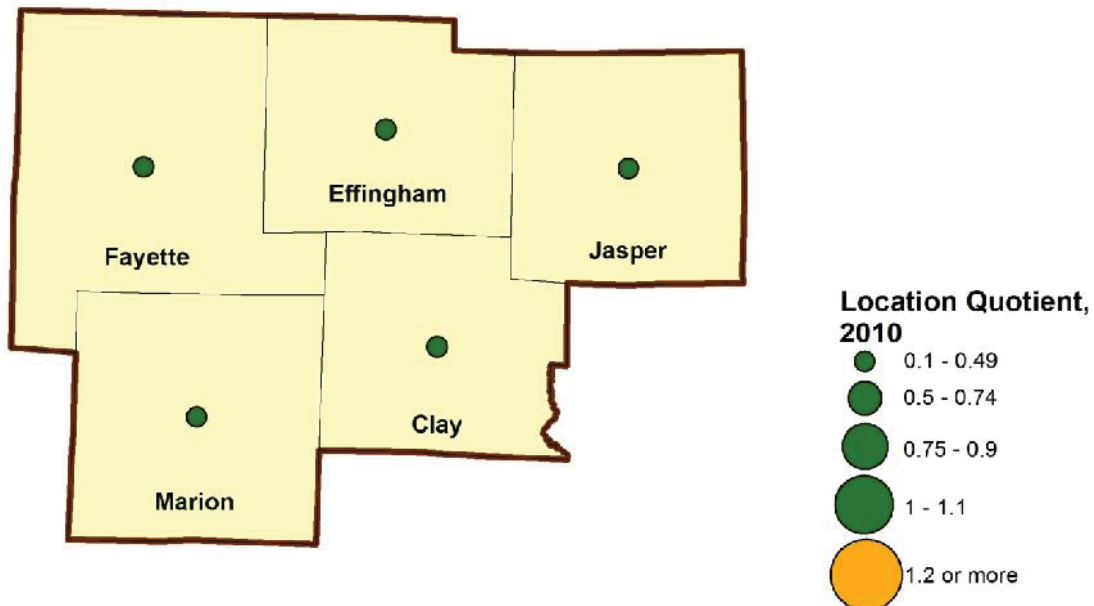 Effingham
Jasper
Fayette
Clay
Marion
Location Quotient,
2010
0.1 - 0.49
0.5 - 0.74
0.75 - 0.9
1 - 1.1
1.2 or more